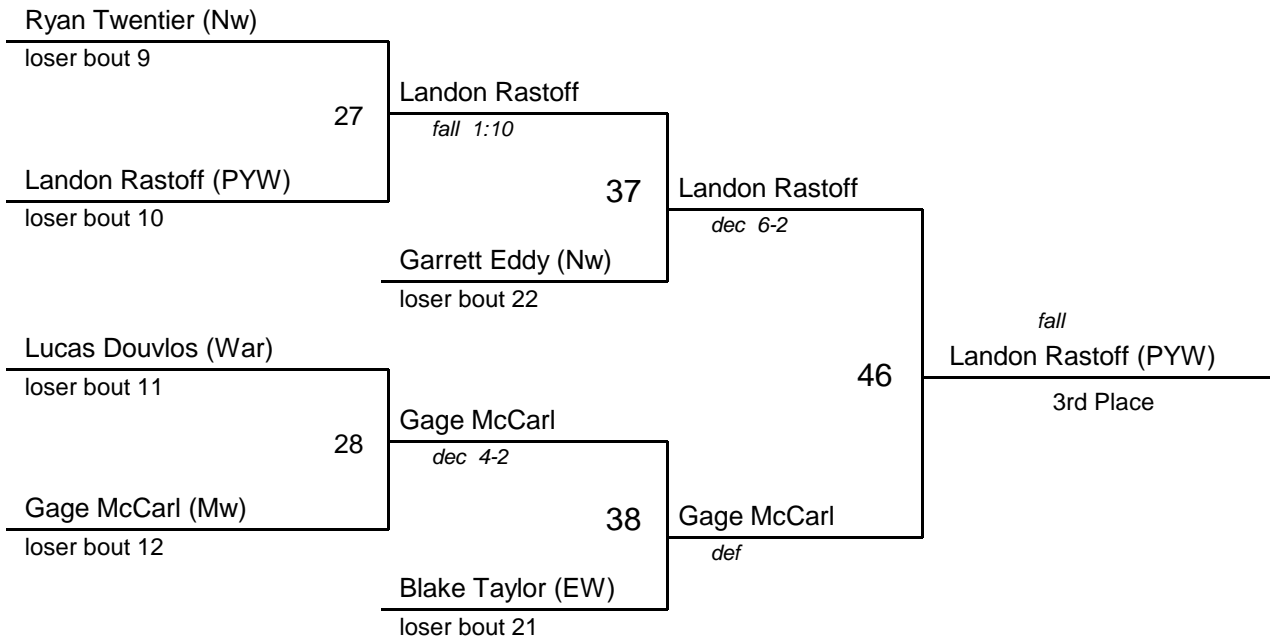 Ryan Twentier (Nw)
loser bout 9
27
Landon Rastoff
fall 1:10
Landon Rastoff (PYW)
loser bout 10
37
Landon Rastoff
dec 6-2
Garrett Eddy (Nw)
loser bout 22
Lucas Douvlos (War)
loser bout 11
46
fall
Landon Rastoff (PYW)
3rd Place
28
Gage McCarl
dec 4-2
Gage McCarl (Mw)
loser bout 12
38
Gage McCarl
def
Blake Taylor (EW)
loser bout 21